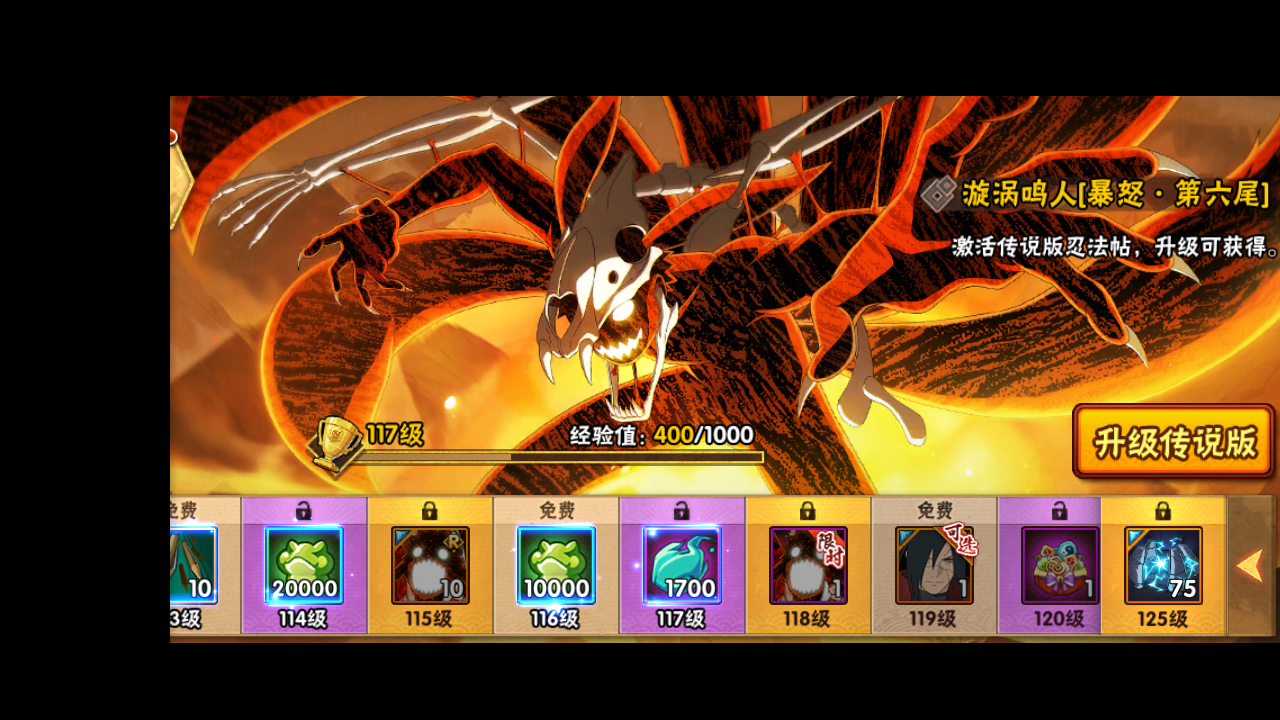 漩涡鸣人[暴怒·第六尾]
激活传说版忍法帖，升级可获得。
117级
经验值：400/1000
升级传说版
免费
免费
免费
10
20000
R
10
10000
1700
限时
1
可选
1
1
75
3级
114级
115级
116级
117级
118级
119级
120级
125级